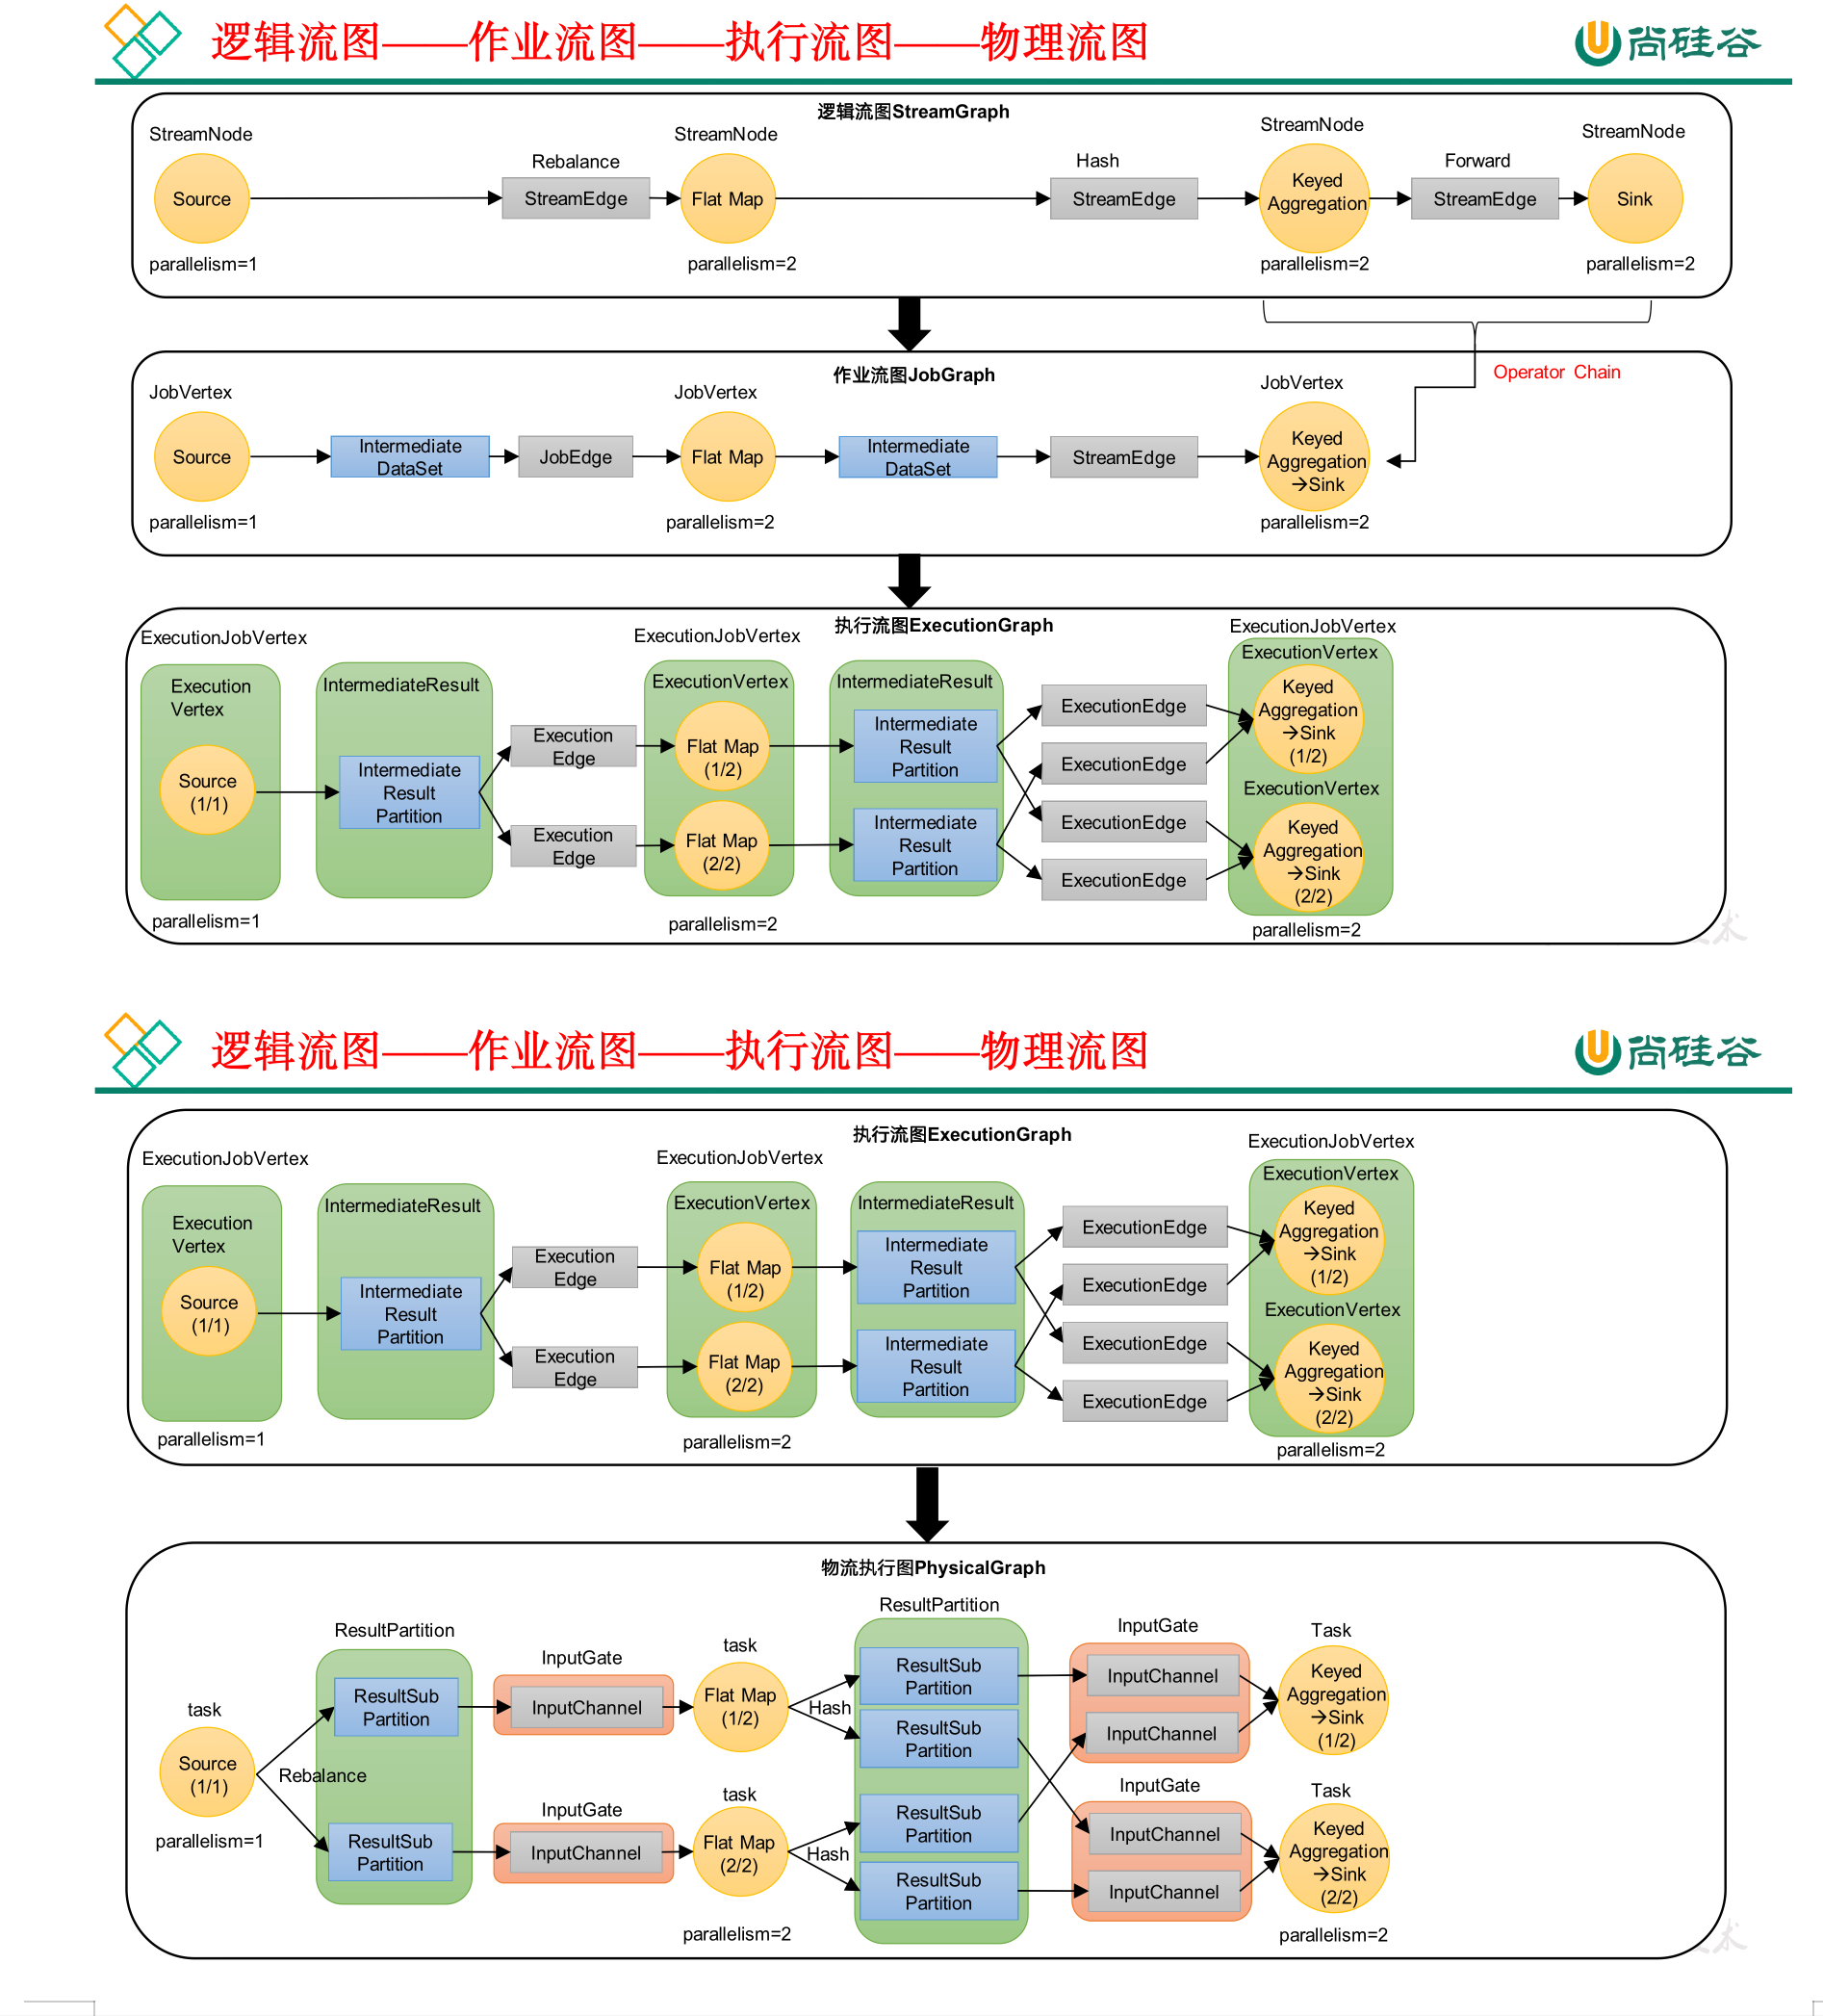 逻辑流图——作业流图——执行流图——物理流图
尚硅谷
逻辑流图StreamGraph
StreamNode
StreamNode
StreamNode
StreamNode
Rebalance
Hash
Forward
Source
StreamEdge
Flat Map
StreamEdge
Keyed
Aggregation
StreamEdge
Sink
parallelism=1
parallelism=2
parallelism=2
parallelism=2
作业流图JobGraph
Operator Chain
JobVertex
JobVertex
JobVertex
Source
Intermediate
DataSet
JobEdge
Flat Map
Intermediate
DataSet
StreamEdge
Keyed
Aggregation
→Sink
parallelism=1
parallelism=2
parallelism=2
执行流图ExecutionGraph
ExecutionJobVertex
ExecutionJobVertex
ExecutionJobVertex
Execution
Vertex
Source
(1/1)
IntermediateResult
Intermediate
Result
Partition
Execution
Edge
Execution
Edge
ExecutionVertex
Flat Map
(1/2)
Flat Map
(2/2)
IntermediateResult
Intermediate
Result
Partition
Intermediate
Result
Partition
ExecutionEdge
ExecutionEdge
ExecutionEdge
ExecutionEdge
ExecutionVertex
Keyed
Aggregation
→Sink
(1/2)
ExecutionVertex
Keyed
Aggregation
→Sink
(2/2)
parallelism=1
parallelism=2
parallelism=2
逻辑流图——作业流图——执行流图——物理流图
尚硅谷
执行流图ExecutionGraph
ExecutionJobVertex
ExecutionJobVertex
ExecutionJobVertex
Execution
Vertex
Source
(1/1)
IntermediateResult
Intermediate
Result
Partition
Execution
Edge
Execution
Edge
ExecutionVertex
Flat Map
(1/2)
Flat Map
(2/2)
IntermediateResult
Intermediate
Result
Partition
Intermediate
Result
Partition
ExecutionEdge
ExecutionEdge
ExecutionEdge
ExecutionEdge
ExecutionVertex
Keyed
Aggregation
→Sink
(1/2)
ExecutionVertex
Keyed
Aggregation
→Sink
(2/2)
parallelism=1
parallelism=2
parallelism=2
物流执行图PhysicalGraph
task
Source
(1/1)
parallelism=1
Rebalance
ResultPartition
ResultSub
Partition
ResultSub
Partition
InputGate
InputChannel
InputGate
InputChannel
task
Flat Map
(1/2)
Hash
task
Flat Map
(2/2)
Hash
parallelism=2
ResultPartition
ResultSub
Partition
ResultSub
Partition
ResultSub
Partition
ResultSub
Partition
InputGate
InputChannel
InputChannel
InputGate
InputChannel
InputChannel
Task
Keyed
Aggregation
→Sink
(1/2)
Task
Keyed
Aggregation
→Sink
(2/2)
parallelism=2